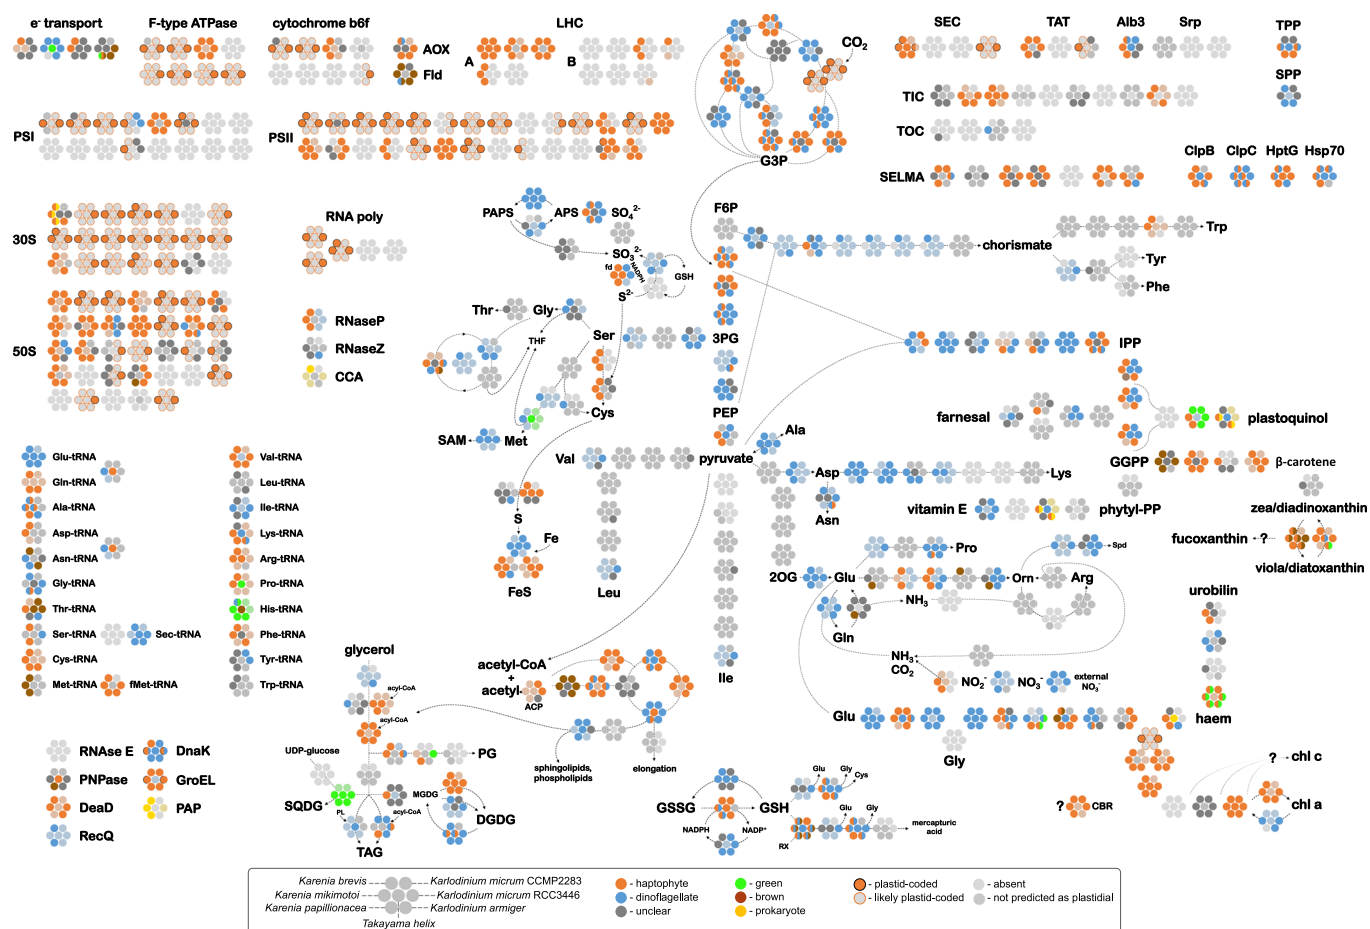 e- transport
F-type ATPase
cytochrome b6f
LHC
AOX
Fld
A
B
CO2
G3P
SEC
TAT
Alb3
Srp
TPP
SPP
TIC
TOC
SELMA
ClpB
ClpC
HptG
Hsp70
PSI
PSII
30S
50S
RNA poly
RNaseP
RNaseZ
CCA
PAPS
APS
SO4 2-
SO3 2-
fd
NADPH
GSH
S2-
F6P
chorismate
Trp
Tyr
Phe
Thr
Gly
Ser
THF
3PG
IPP
Cys
PEP
SAM
Met
farnesal
plastoquinol
Ala
Val
pyruvate
Asp
Lys
GGPP
β-carotene
Asn
vitamin E
phytyl-PP
zea/diadinoxanthin
fucoxanthin
?
viola/diatoxanthin
S
Fe
FeS
Leu
Pro
Spd
2OG
Glu
Orn
Arg
NH3
Gln
urobilin
NH3
CO2
NO2-
NO3-
external
NO3-
Glu
haem
Gly
Ile
Glu-tRNA
Gln-tRNA
Ala-tRNA
Asp-tRNA
Asn-tRNA
Gly-tRNA
Thr-tRNA
Ser-tRNA
Sec-tRNA
Cys-tRNA
Met-tRNA
fMet-tRNA
Val-tRNA
Leu-tRNA
Ile-tRNA
Lys-tRNA
Arg-tRNA
Pro-tRNA
His-tRNA
Phe-tRNA
Tyr-tRNA
Trp-tRNA
glycerol
acyl-CoA
acyl-CoA
acetyl-CoA
+
acetyl-
ACP
UDP-glucose
PG
sphingolipids,
phospholipids
elongation
SQDG
PL
acyl-CoA
MGDG
DGDG
TAG
GSSG
GSH
NADPH
NADP+
RX
Glu
Gly
Cys
Glu
Gly
mercapturic
acid
?
CBR
?
chl c
chl a
RNAse E
DnaK
PNPase
GroEL
DeaD
PAP
RecQ
Karenia brevis
Karlodinium micrum CCMP2283
Karenia mikimotoi
Karlodinium micrum RCC3446
Karenia papillionacea
Karlodinium armiger
Takayama helix
- haptophyte
- dinoflagellate
- unclear
- green
- brown
- prokaryote
- plastid-coded
- likely plastid-coded
- absent
- not predicted as plastidial